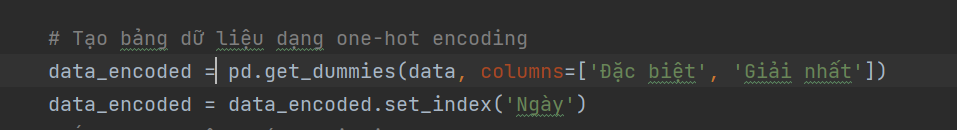 # Tạo bảng dữ liệu dạng one-hot encoding
data_encoded = pd.get_dummies(data, columns=['Đặc biệt', 'Giải nhất'])
data_encoded = data_encoded.set_index('Ngày')